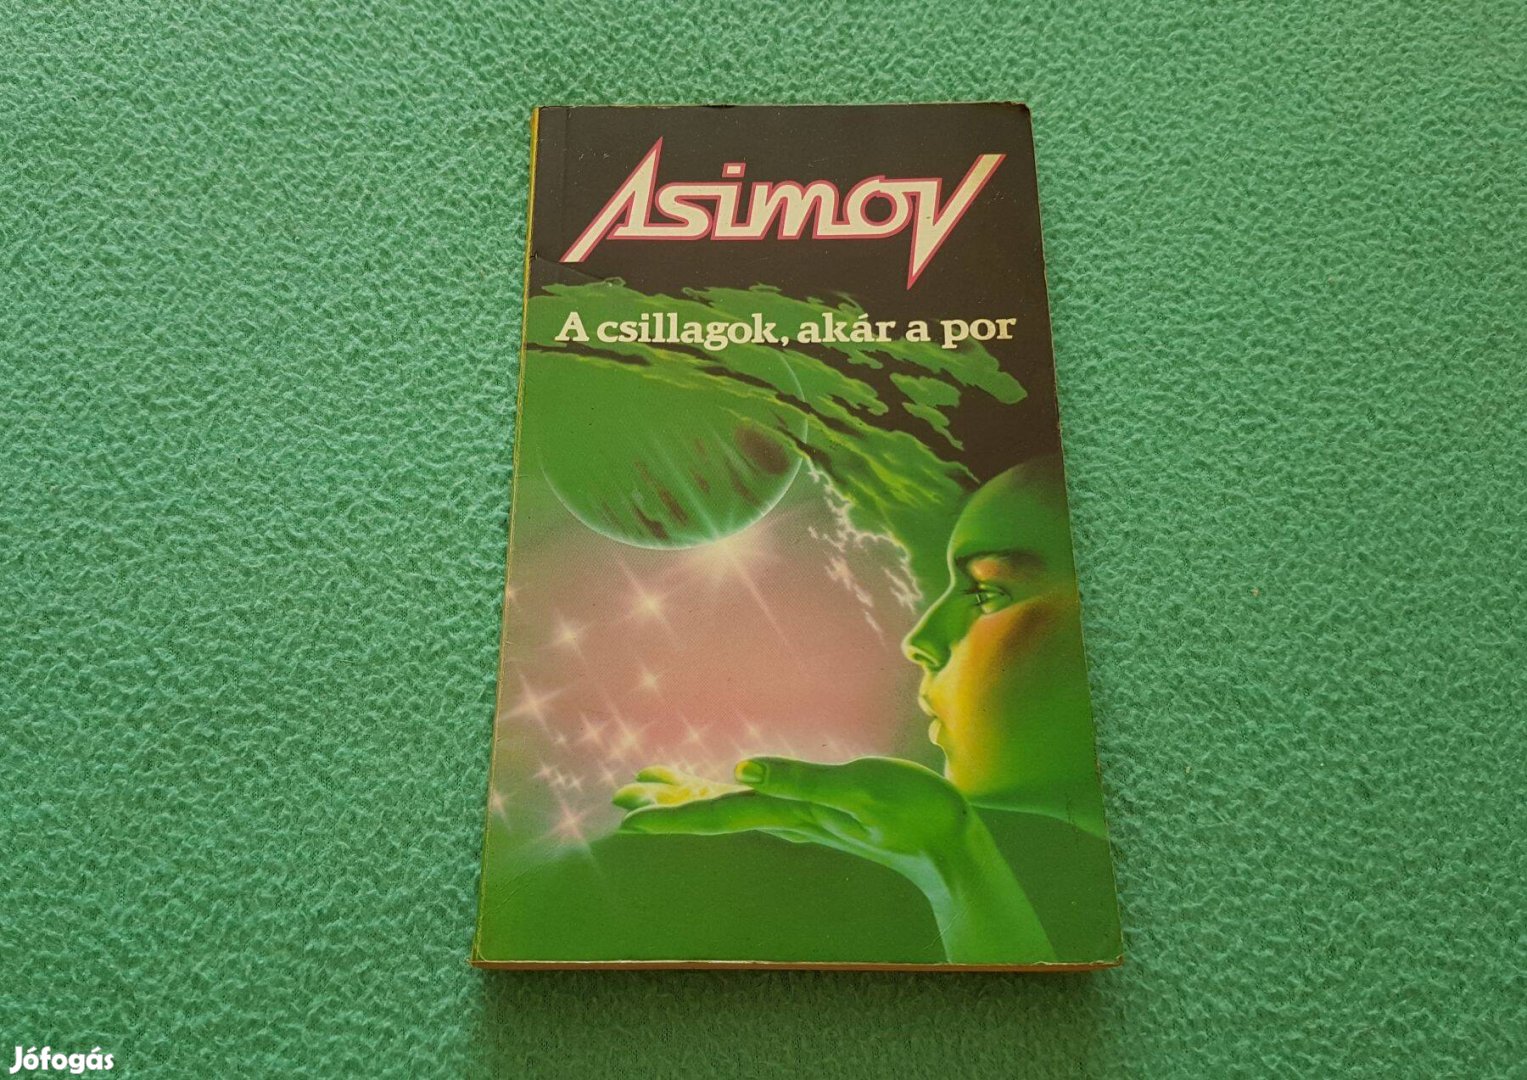 Asimov
A csillagok, akár a por
Jófogás